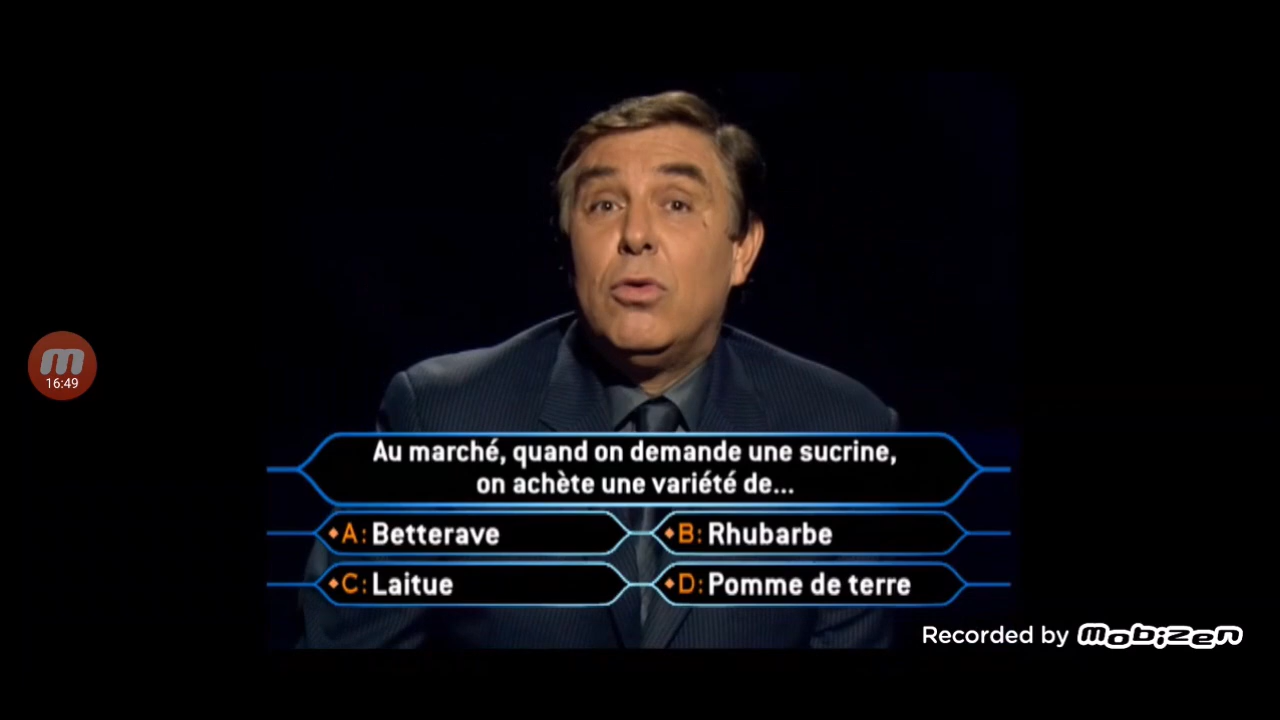 Au marché, quand on demande une sucrine,
on achète une variété de...
A: Betterave
B: Rhubarbe
C: Laitue
D: Pomme de terre
16:49
Recorded by mobizen